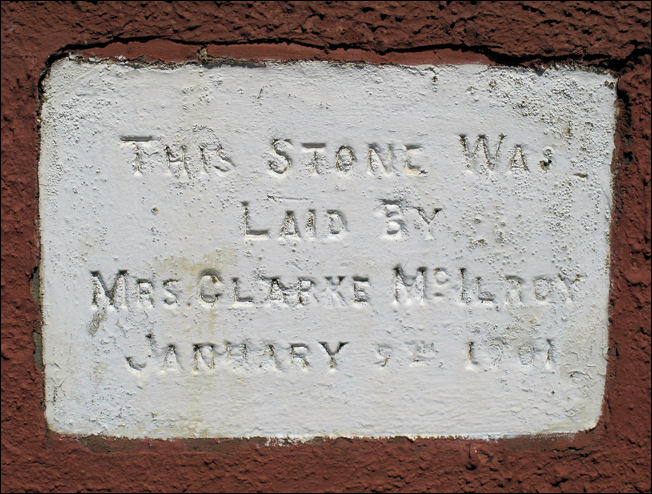 THIS STONE WAS
LAID BY
MRS. CLARKE MCILROY
JANUARY 9TH. 1901